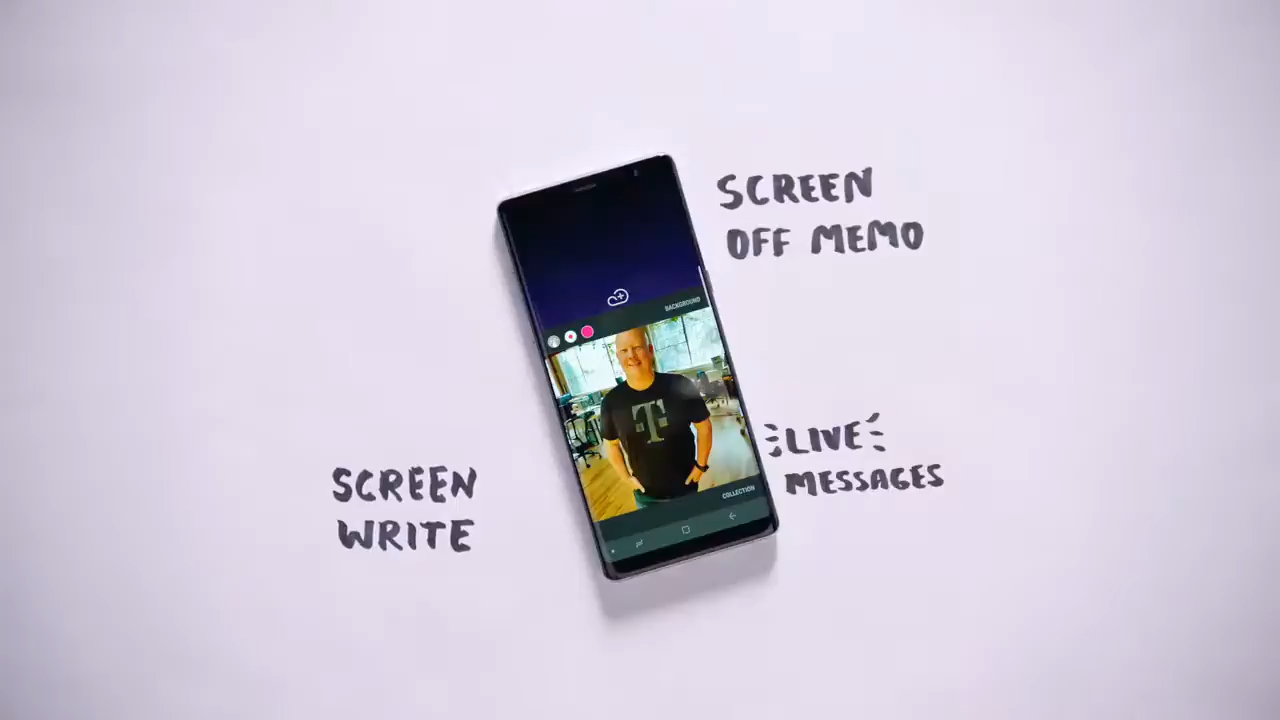 SCREEN
OFF MEMO
BACKGROUND
T
LIVE
MESSAGES
COLLECTION
SCREEN
WRITE